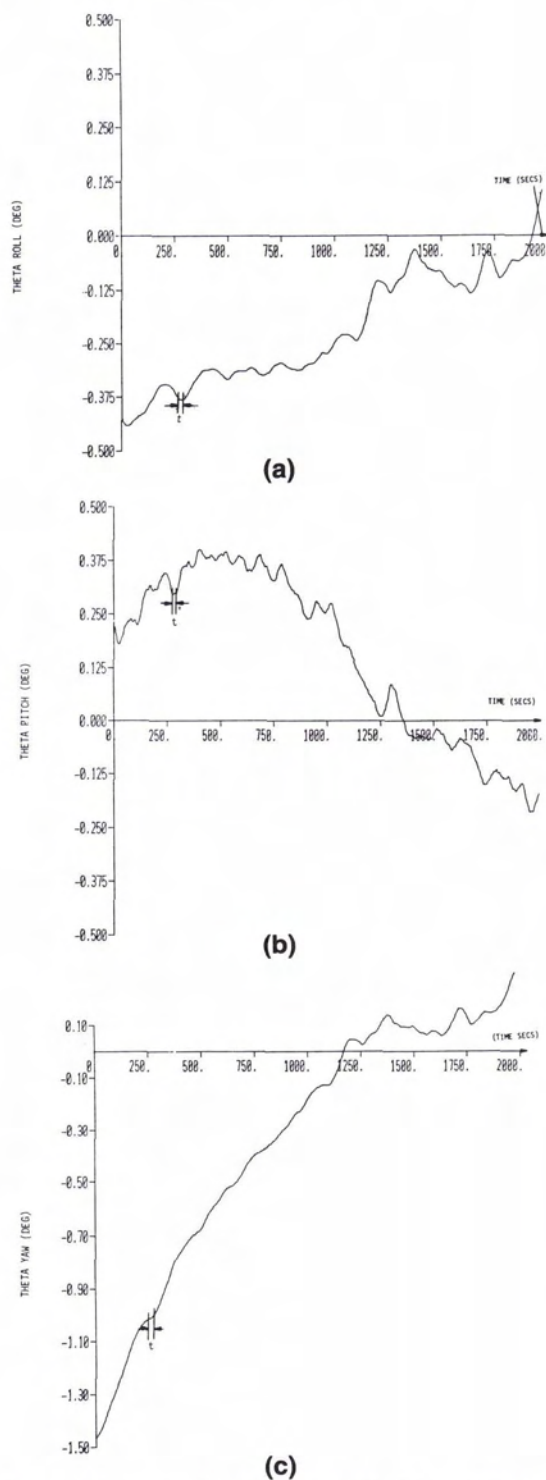 0.500
0.375
0.250
0.125
0.000
-0.125
-0.250
-0.375
-0.500
THETA ROLL (DEG)
TIME (SECS)
0. 250. 500. 750. 1000. 1250. 1500. 1750. 2000.
t
(a)
0.500
0.375
0.250
0.125
0.000
-0.125
-0.250
-0.375
-0.500
THETA PITCH (DEG)
TIME (SECS)
0. 250. 500. 750. 1000. 1250. 1500. 1750. 2000.
t
(b)
0.10
-0.10
-0.30
-0.50
-0.70
-0.90
-1.10
-1.30
-1.50
THETA YAW (DEG)
(TIME SECS)
0. 250. 500. 750. 1000. 1250. 1500. 1750. 2000.
t
(c)